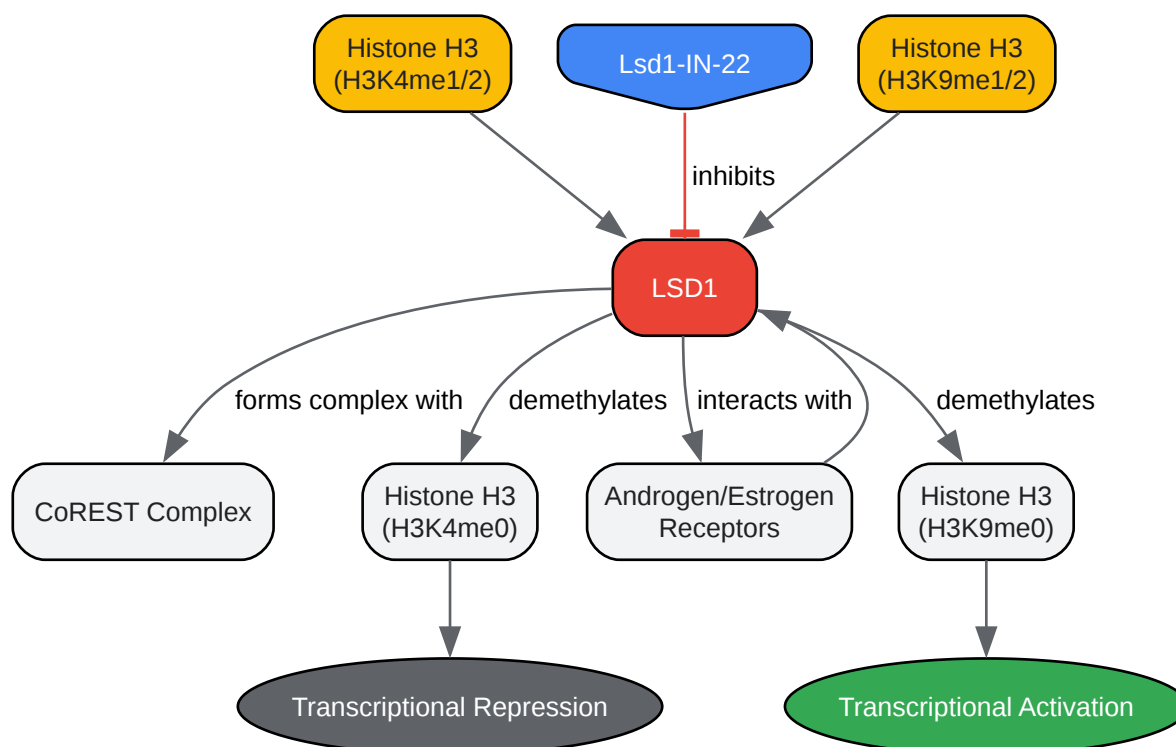 Histone H3
(H3K4me1/2)
Lsd1-IN-22
Histone H3
(H3K9me1/2)
inhibits
LSD1
forms complex with
demethylates
interacts with
demethylates
CoREST Complex
Histone H3
(H3K4me0)
Androgen/Estrogen
Receptors
Histone H3
(H3K9me0)
Transcriptional Repression
Transcriptional Activation